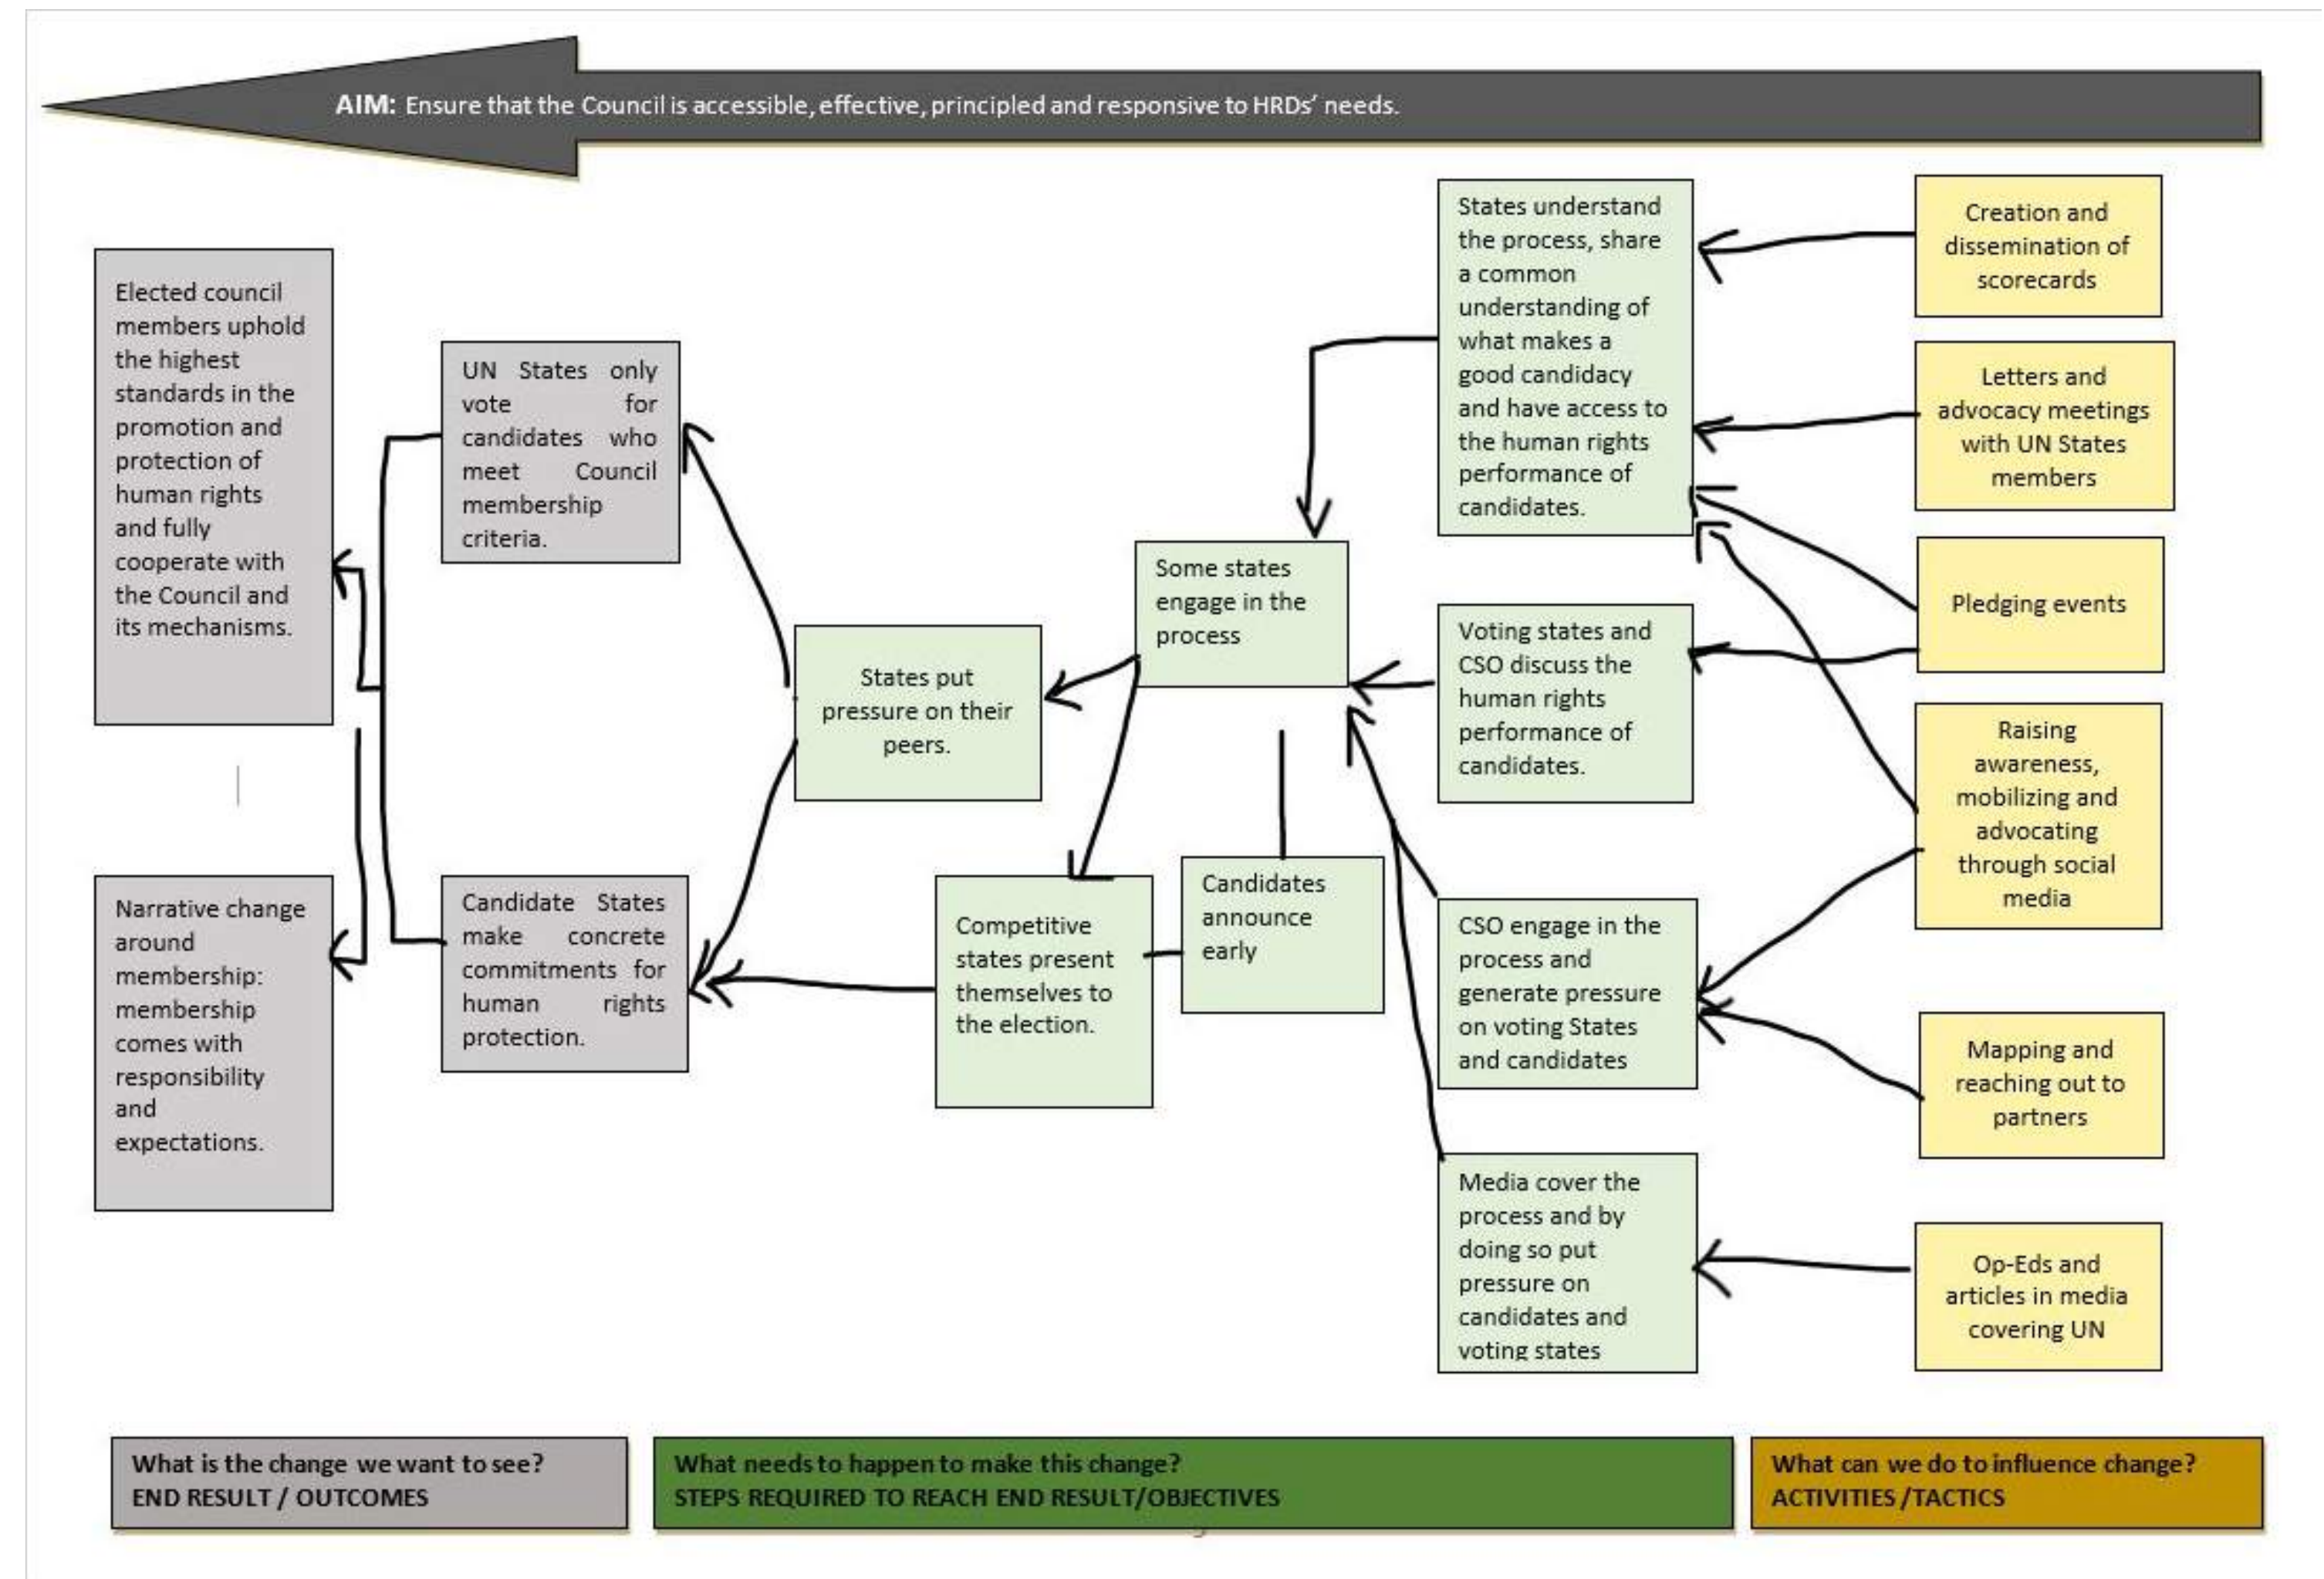 AIM: Ensure that the Council is accessible, effective, principled and responsive to HRDs’ needs.
Elected council
members uphold
the highest
standards in the
promotion and
protection of
human rights
and fully
cooperate with
the Council and
its mechanisms.
Narrative change
around
membership:
membership
comes with
responsibility
and
expectations.
UN States only
vote for
candidates who
meet Council
membership
criteria.
Candidate States
make concrete
commitments for
human rights
protection.
States put
pressure on their
peers.
Competitive
states present
themselves to
the election.
Some states
engage in the
process
Candidates
announce
early
States understand
the process, share
a common
understanding of
what makes a
good candidacy
and have access to
the human rights
performance of
candidates.
Voting states and
CSO discuss the
human rights
performance of
candidates.
CSO engage in the
process and
generate pressure
on voting States
and candidates
Media cover the
process and by
doing so put
pressure on
candidates and
voting states
Creation and
dissemination of
scorecards
Letters and
advocacy meetings
with UN States
members
Pledging events
Raising
awareness,
mobilizing and
advocating
through social
media
Mapping and
reaching out to
partners
Op-Eds and
articles in media
covering UN
What is the change we want to see?
END RESULT / OUTCOMES
What needs to happen to make this change?
STEPS REQUIRED TO REACH END RESULT/OBJECTIVES
What can we do to influence change?
ACTIVITIES /TACTICS